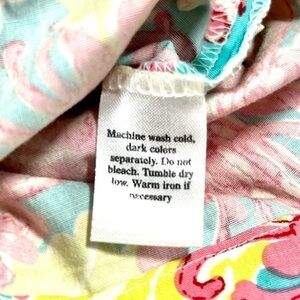 Machine wash cold,
dark colors
separately. Do not
bleach. Tumble dry
low. Warm iron if
necessary